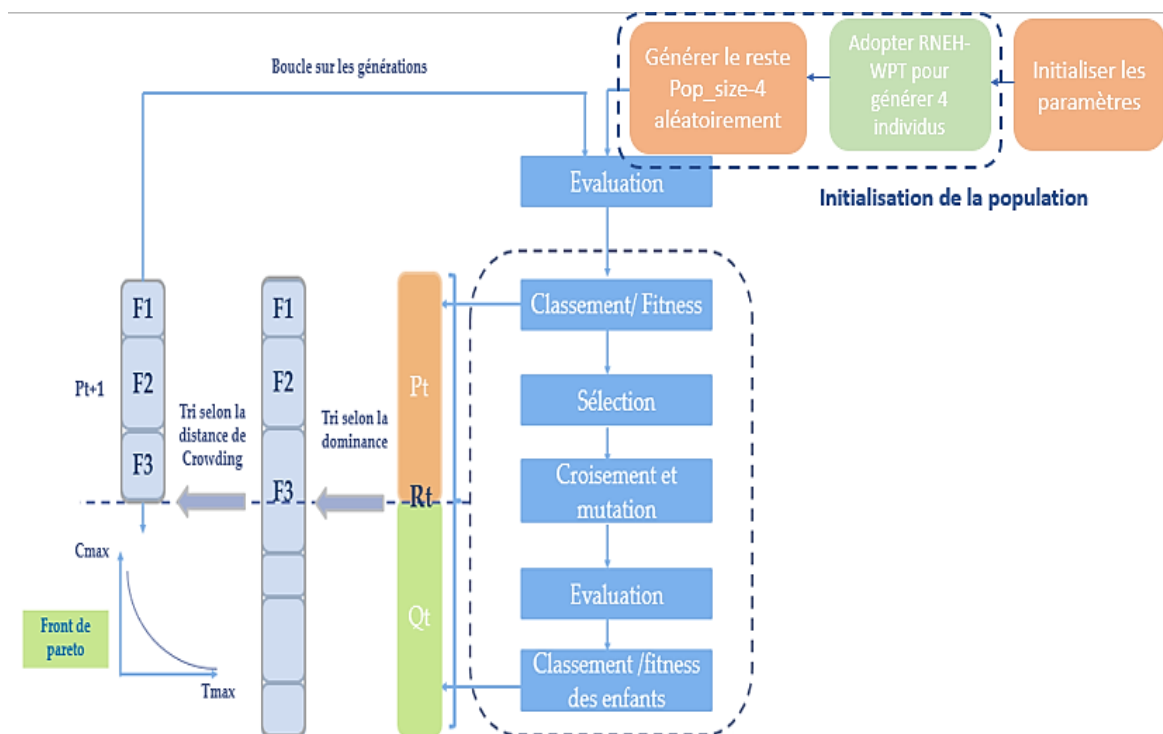 Initialiser les
paramètres
Adopter RNEH-
WPT pour
générer 4
individus
Générer le reste
Pop_size-4
aléatoirement
Initialisation de la population
Boucle sur les générations
Evaluation
Classement/ Fitness
Sélection
Croisement et
mutation
Evaluation
Classement /fitness
des enfants
Pt
Rt
Qt
Tri selon la
dominance
F1
F2
F3
Tri selon la
distance de
Crowding
Pt+1
F1
F2
F3
Cmax
Front de
pareto
Tmax